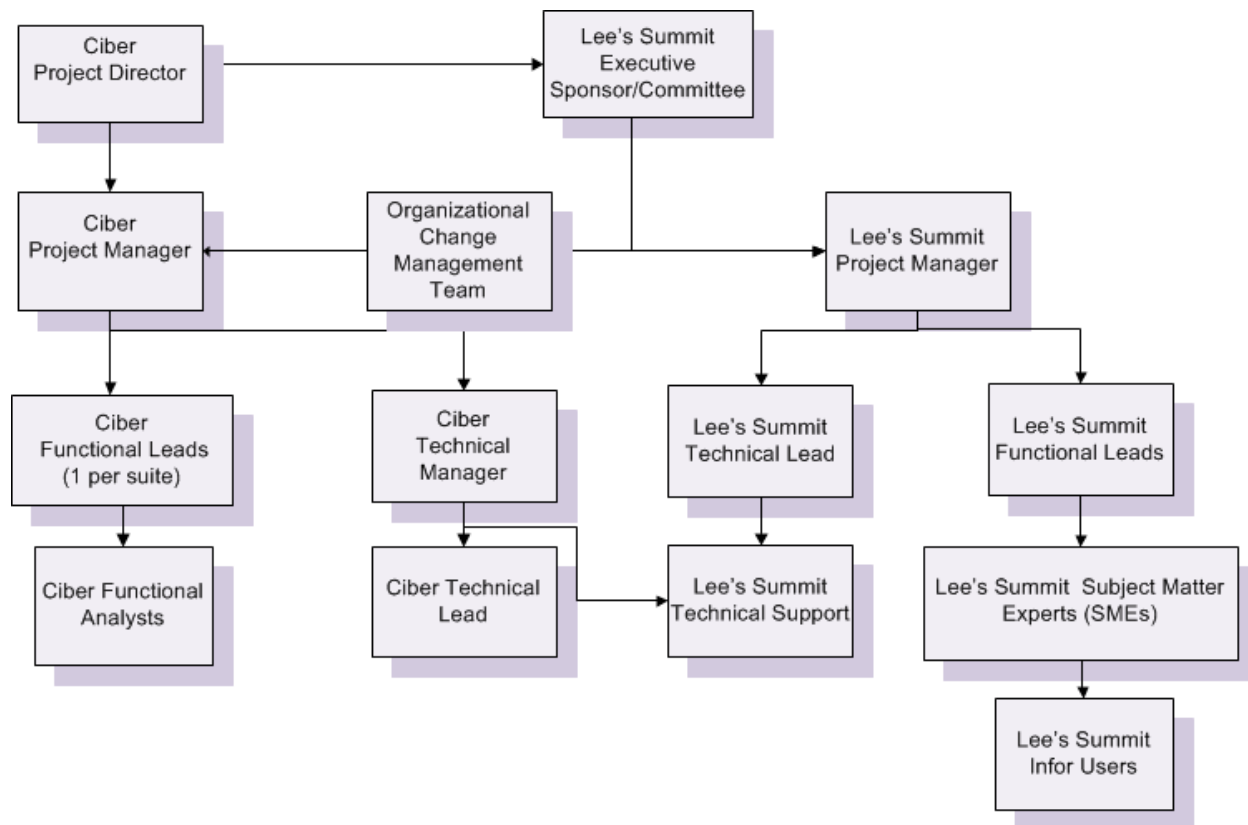 Ciber
Project Director
Lee's Summit
Executive
Sponsor/Committee
Ciber
Project Manager
Organizational
Change
Management
Team
Lee's Summit
Project Manager
Ciber
Functional Leads
(1 per suite)
Ciber
Technical
Manager
Lee's Summit
Technical Lead
Lee's Summit
Functional Leads
Ciber Functional
Analysts
Ciber Technical
Lead
Lee's Summit
Technical Support
Lee's Summit  Subject Matter
Experts (SMEs)
Lee's Summit
Infor Users